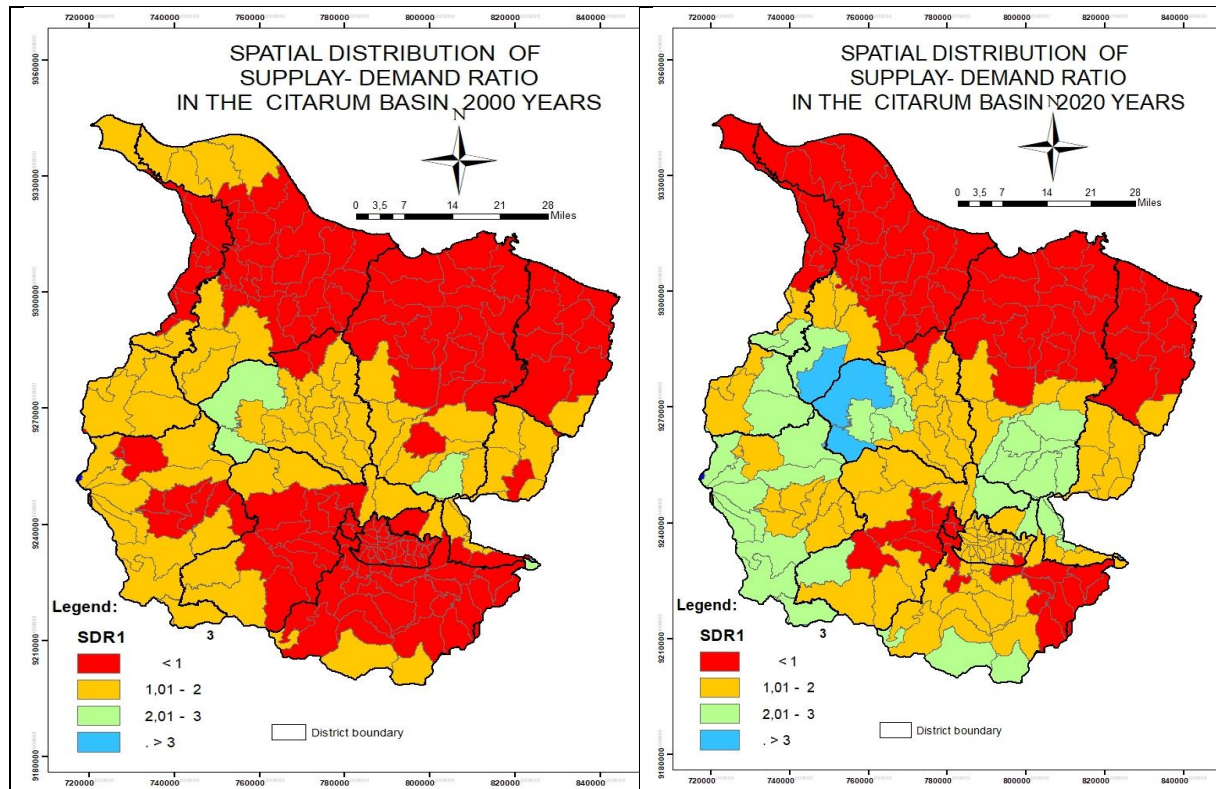 720000 740000 760000 780000 800000 820000 840000
SPATIAL DISTRIBUTION OF
SUPPLAY- DEMAND RATIO
IN THE CITARUM BASIN 2000 YEARS
N
0 3,5 7 14 21 28
Miles
9360000
9330000
9300000
9270000
9240000
9210000
9180000
Legend:
3
SDR1
< 1
1,01 - 2
2,01 - 3
. > 3
District boundary
720000 740000 760000 780000 800000 820000 840000
720000 740000 760000 780000 800000 820000 840000
SPATIAL DISTRIBUTION OF
SUPPLAY- DEMAND RATIO
IN THE CITARUM BASIN 2020 YEARS
N
0 3,5 7 14 21 28
Miles
9360000
9330000
9300000
9270000
9240000
9210000
9180000
Legend:
3
SDR1
< 1
1,01 - 2
2,01 - 3
. > 3
District boundary
720000 740000 760000 780000 800000 820000 840000